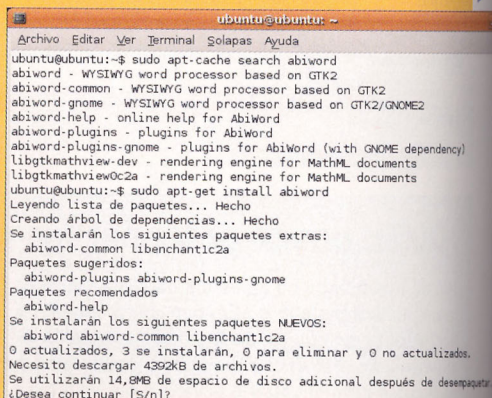 ubuntu@ubuntu: ~
Archivo Editar Ver Terminal Solapas Ayuda
ubuntu@ubuntu:~$ sudo apt-cache search abiword
abiword - WYSIWYG word processor based on GTK2
abiword-common - WYSIWYG word processor based on GTK2
abiword-gnome - WYSIWYG word processor based on GTK2/GNOME2
abiword-help - online help for AbiWord
abiword-plugins - plugins for AbiWord
abiword-plugins-gnome - plugins for AbiWord (with GNOME dependency)
libgtkmathview-dev - rendering engine for MathML documents
libgtkmathview0c2a - rendering engine for MathML documents
ubuntu@ubuntu:~$ sudo apt-get install abiword
Leyendo lista de paquetes... Hecho
Creando árbol de dependencias... Hecho
Se instalarán los siguientes paquetes extras:
abiword-common libenchant1c2a
Paquetes sugeridos:
abiword-plugins abiword-plugins-gnome
Paquetes recomendados
abiword-help
Se instalarán los siguientes paquetes NUEVOS:
abiword abiword-common libenchant1c2a
0 actualizados, 3 se instalarán, 0 para eliminar y 0 no actualizados.
Necesito descargar 4392kB de archivos.
Se utilizarán 14,8MB de espacio de disco adicional después de desempaquetar.
¿Desea continuar [S/n]?